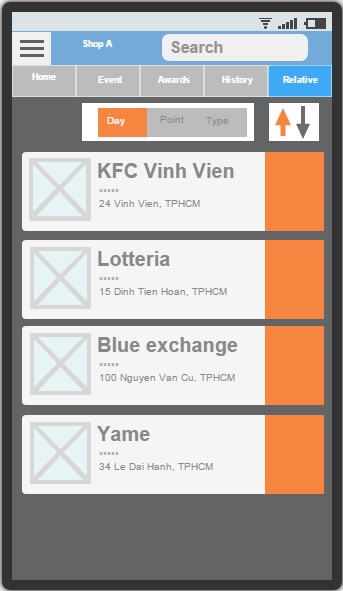 Shop A
Search
Home
Event
Awards
History
Relative
Day
Point
Type
KFC Vinh Vien
*****
24 Vinh Vien, TPHCM
Lotteria
*****
15 Dinh Tien Hoan, TPHCM
Blue exchange
*****
100 Nguyen Van Cu, TPHCM
Yame
*****
34 Le Dai Hanh, TPHCM